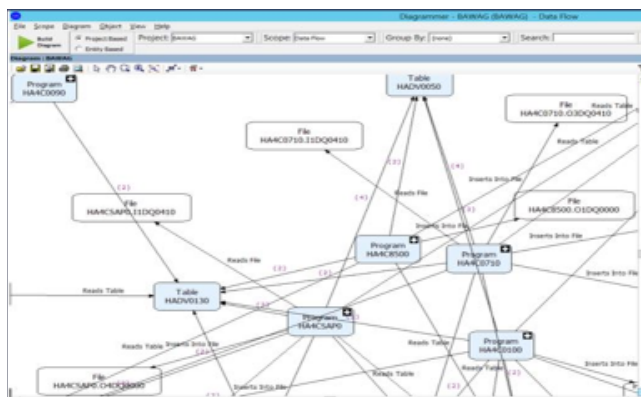 Diagrammer - BAWAG (BAWAG) - Data Flow
File Scope Diagram Object View Help
Build Diagram
Project Based
Entity Based
Project: BAWAG
Scope: Data Flow
Group By: (none)
Search:
Diagram: BAWAG
Program
HA4C0090
Table
HADV0050
File
HA4C0710.O3DQ0410
Reads Table
File
HA4C0710.I1DQ0410
(2)
(4)
Inserts Into File
(2)
File
HA4C5AP0.I1DQ0410
(4)
Reads File
File
HA4C8500.O1DQ0000
Inserts Into File
Program
HA4C8500
Program
HA4C0710
Reads File
(2)
(2)
Inserts Into
Reads Table
Table
HADV0130
Program
HA4C5AP0
Program
HA4C0100
Reads Table
Inserts Into File
Reads Table
(2)
Inserts Into File
File
HA4C5AP0.O4DQ0000
Reads Table
(2)
(2)
Inserts Into File
Inserts Into File
Reads File